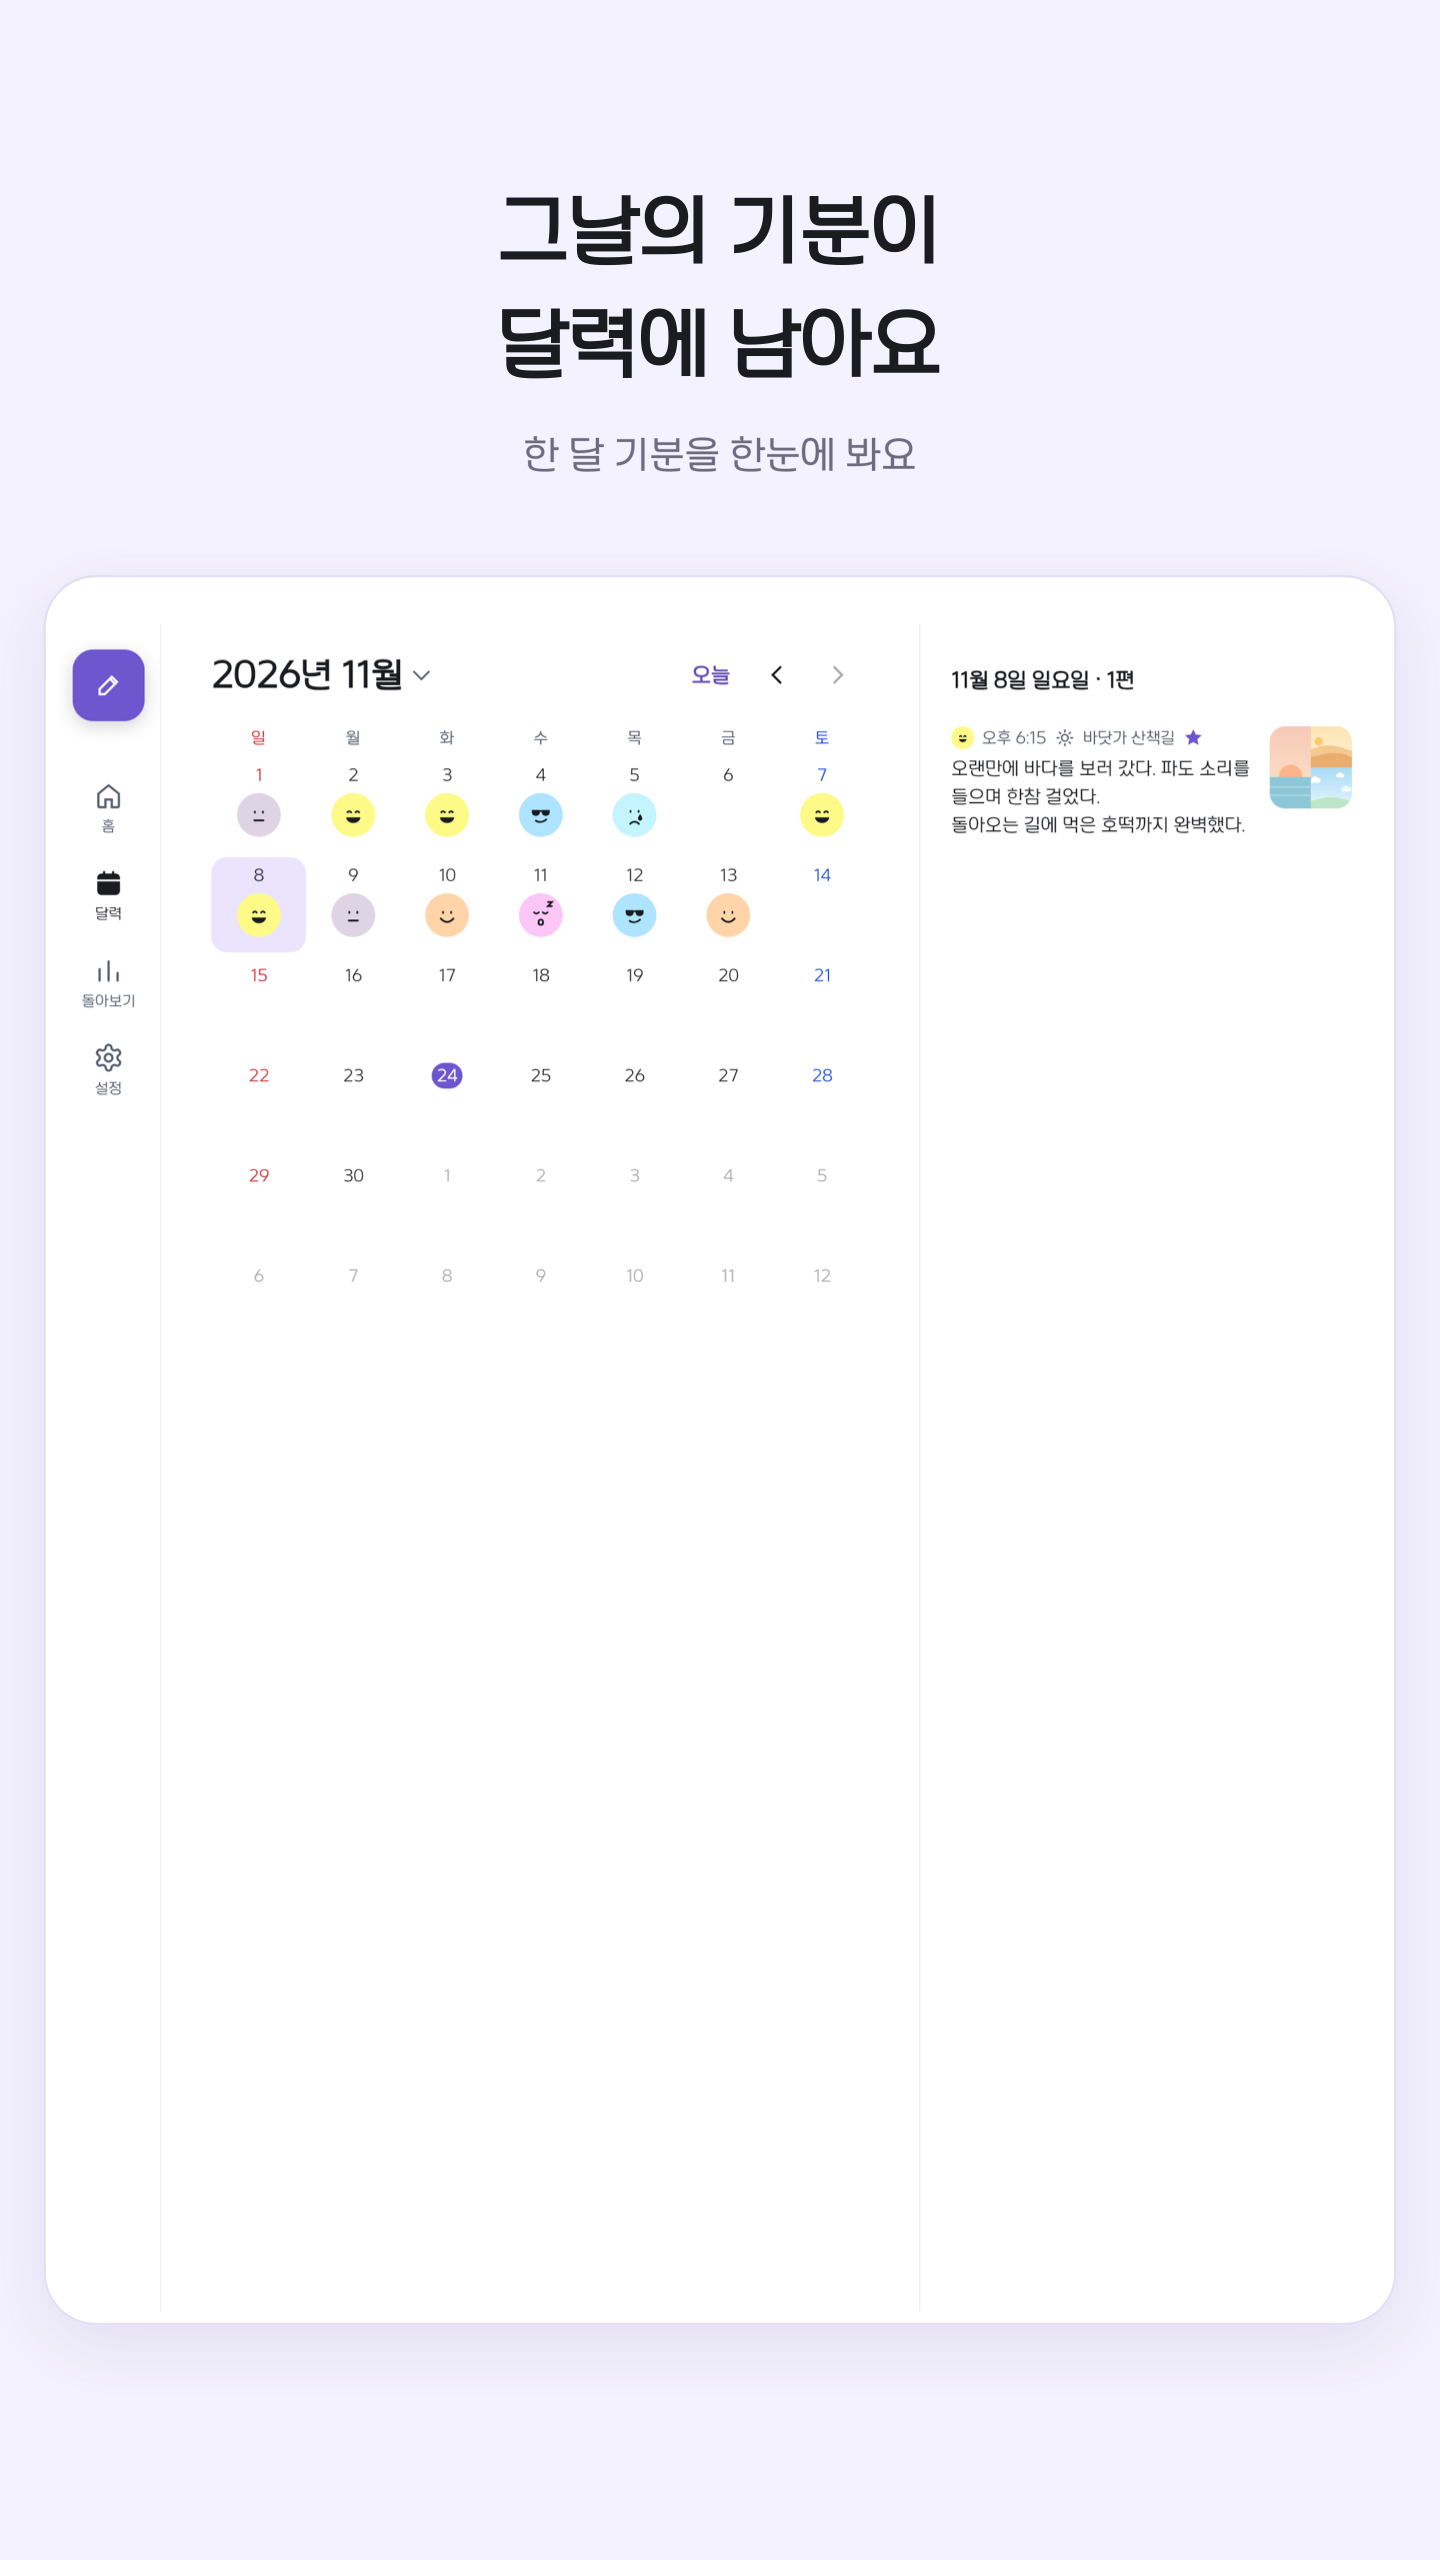 그날의 기분이
달력에 남아요
한 달 기분을 한눈에 봐요
홈
달력
돌아보기
설정
2026년 11월
오늘
일 월 화 수 목 금 토
1 2 3 4 5 6 7
8 9 10 11 12 13 14
15 16 17 18 19 20 21
22 23 24 25 26 27 28
29 30 1 2 3 4 5
6 7 8 9 10 11 12
11월 8일 일요일 · 1편
오후 6:15 바닷가 산책길
오랜만에 바다를 보러 갔다. 파도 소리를
들으며 한참 걸었다.
돌아오는 길에 먹은 호떡까지 완벽했다.